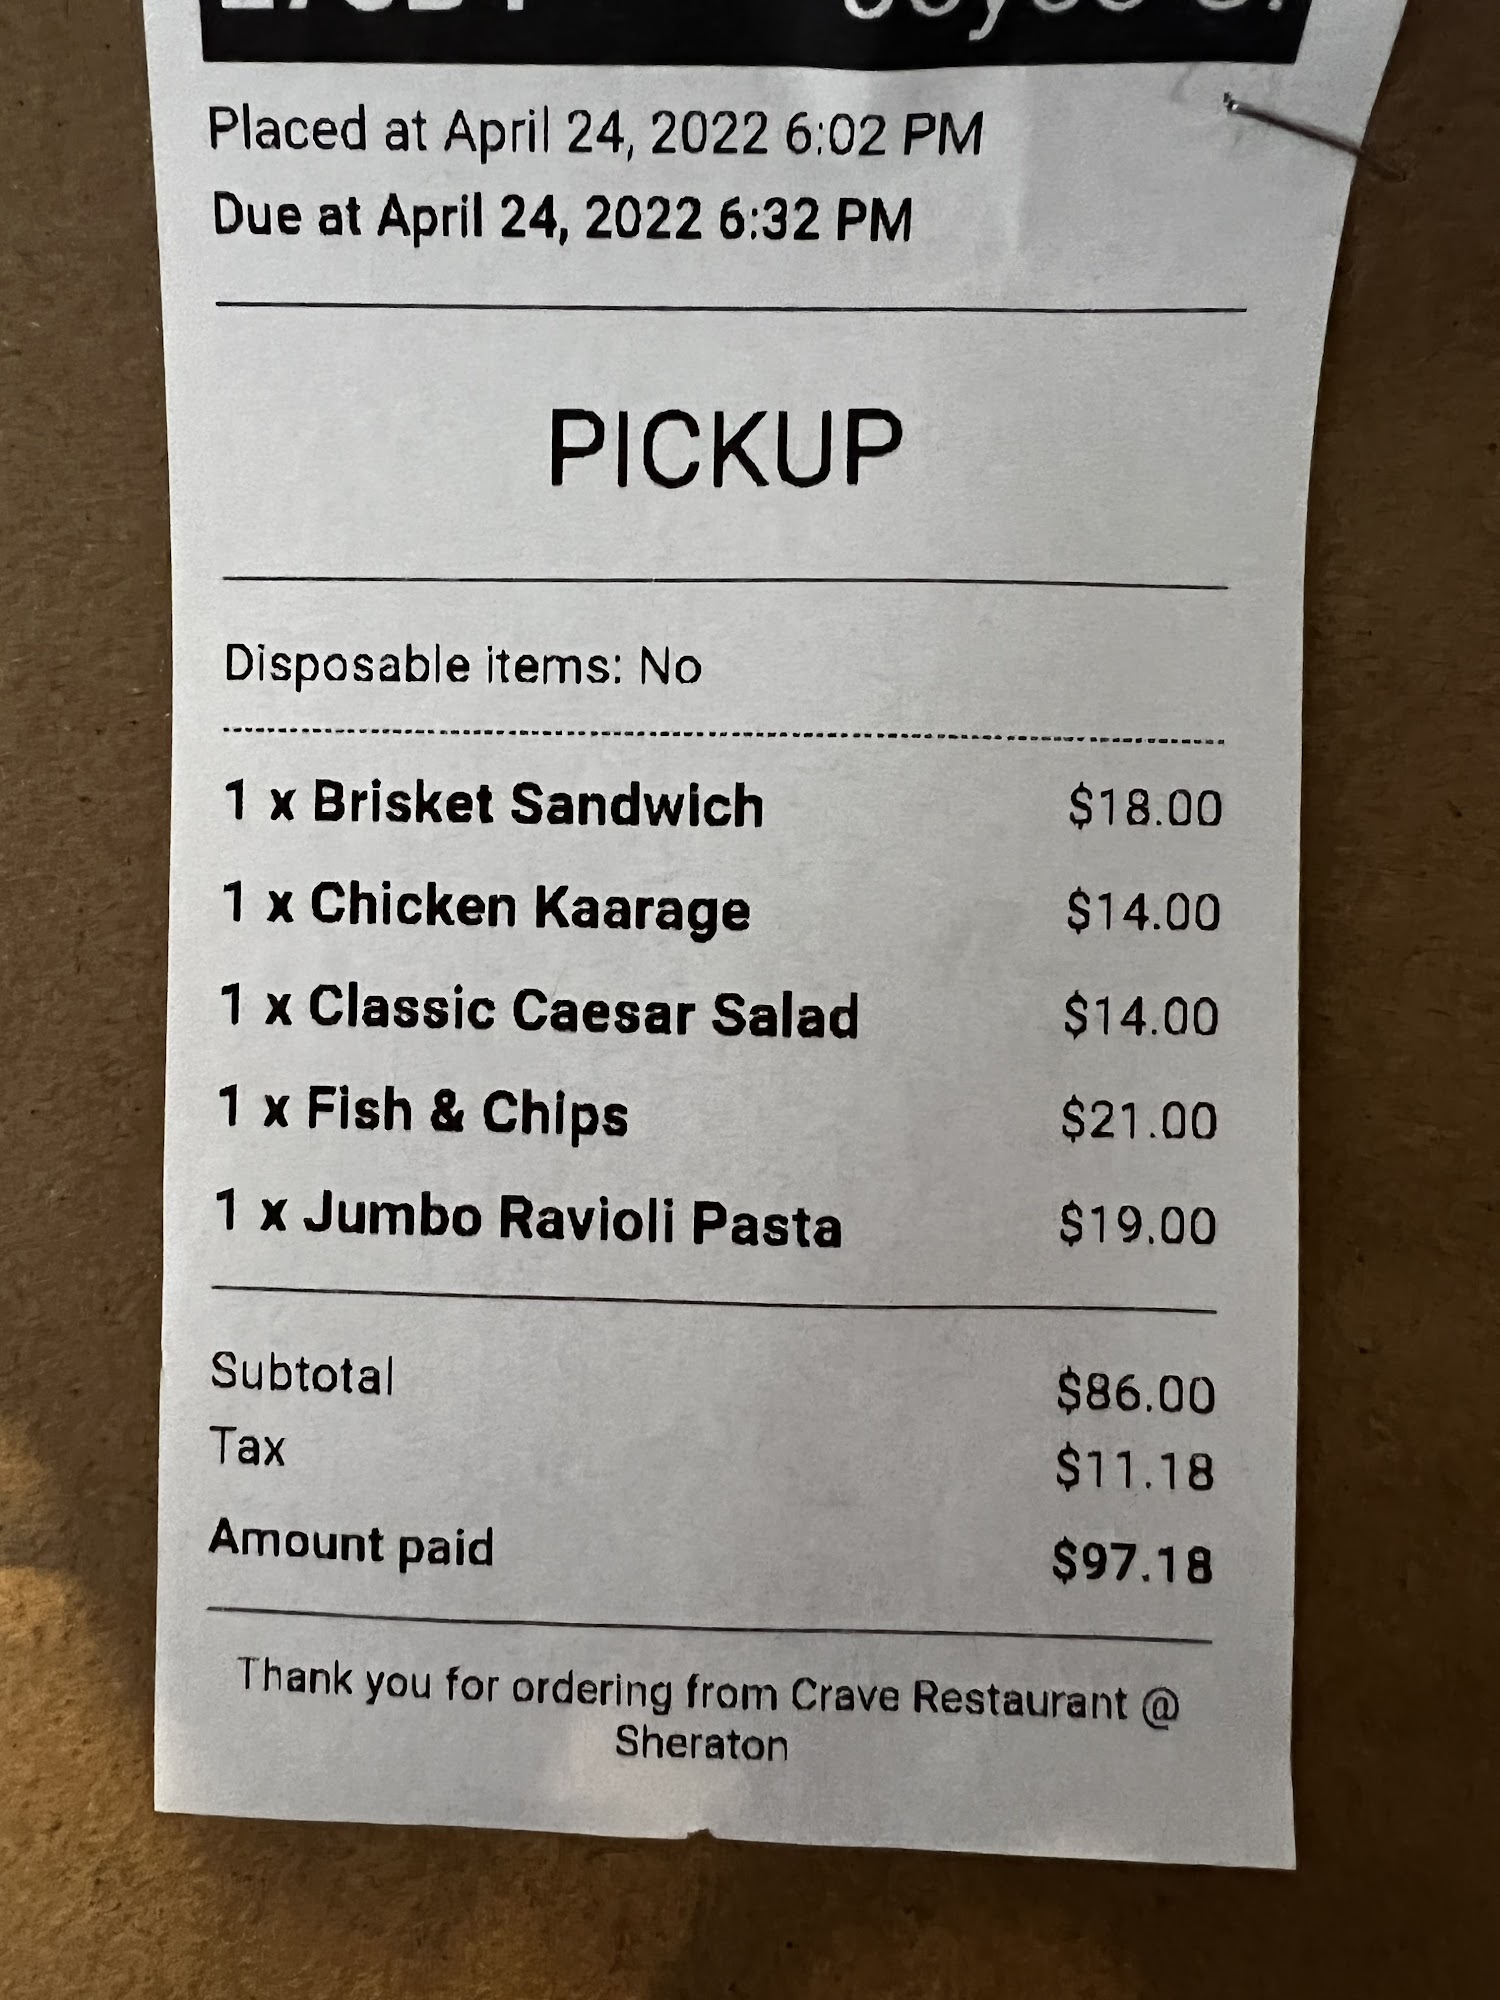 Placed at April 24, 2022 6:02 PM
Due at April 24, 2022 6:32 PM
PICKUP
Disposable items: No
1 x Brisket Sandwich $18.00
1 x Chicken Kaarage $14.00
1 x Classic Caesar Salad $14.00
1 x Fish & Chips $21.00
1 x Jumbo Ravioli Pasta $19.00
Subtotal $86.00
Tax $11.18
Amount paid $97.18
Thank you for ordering from Crave Restaurant @
Sheraton